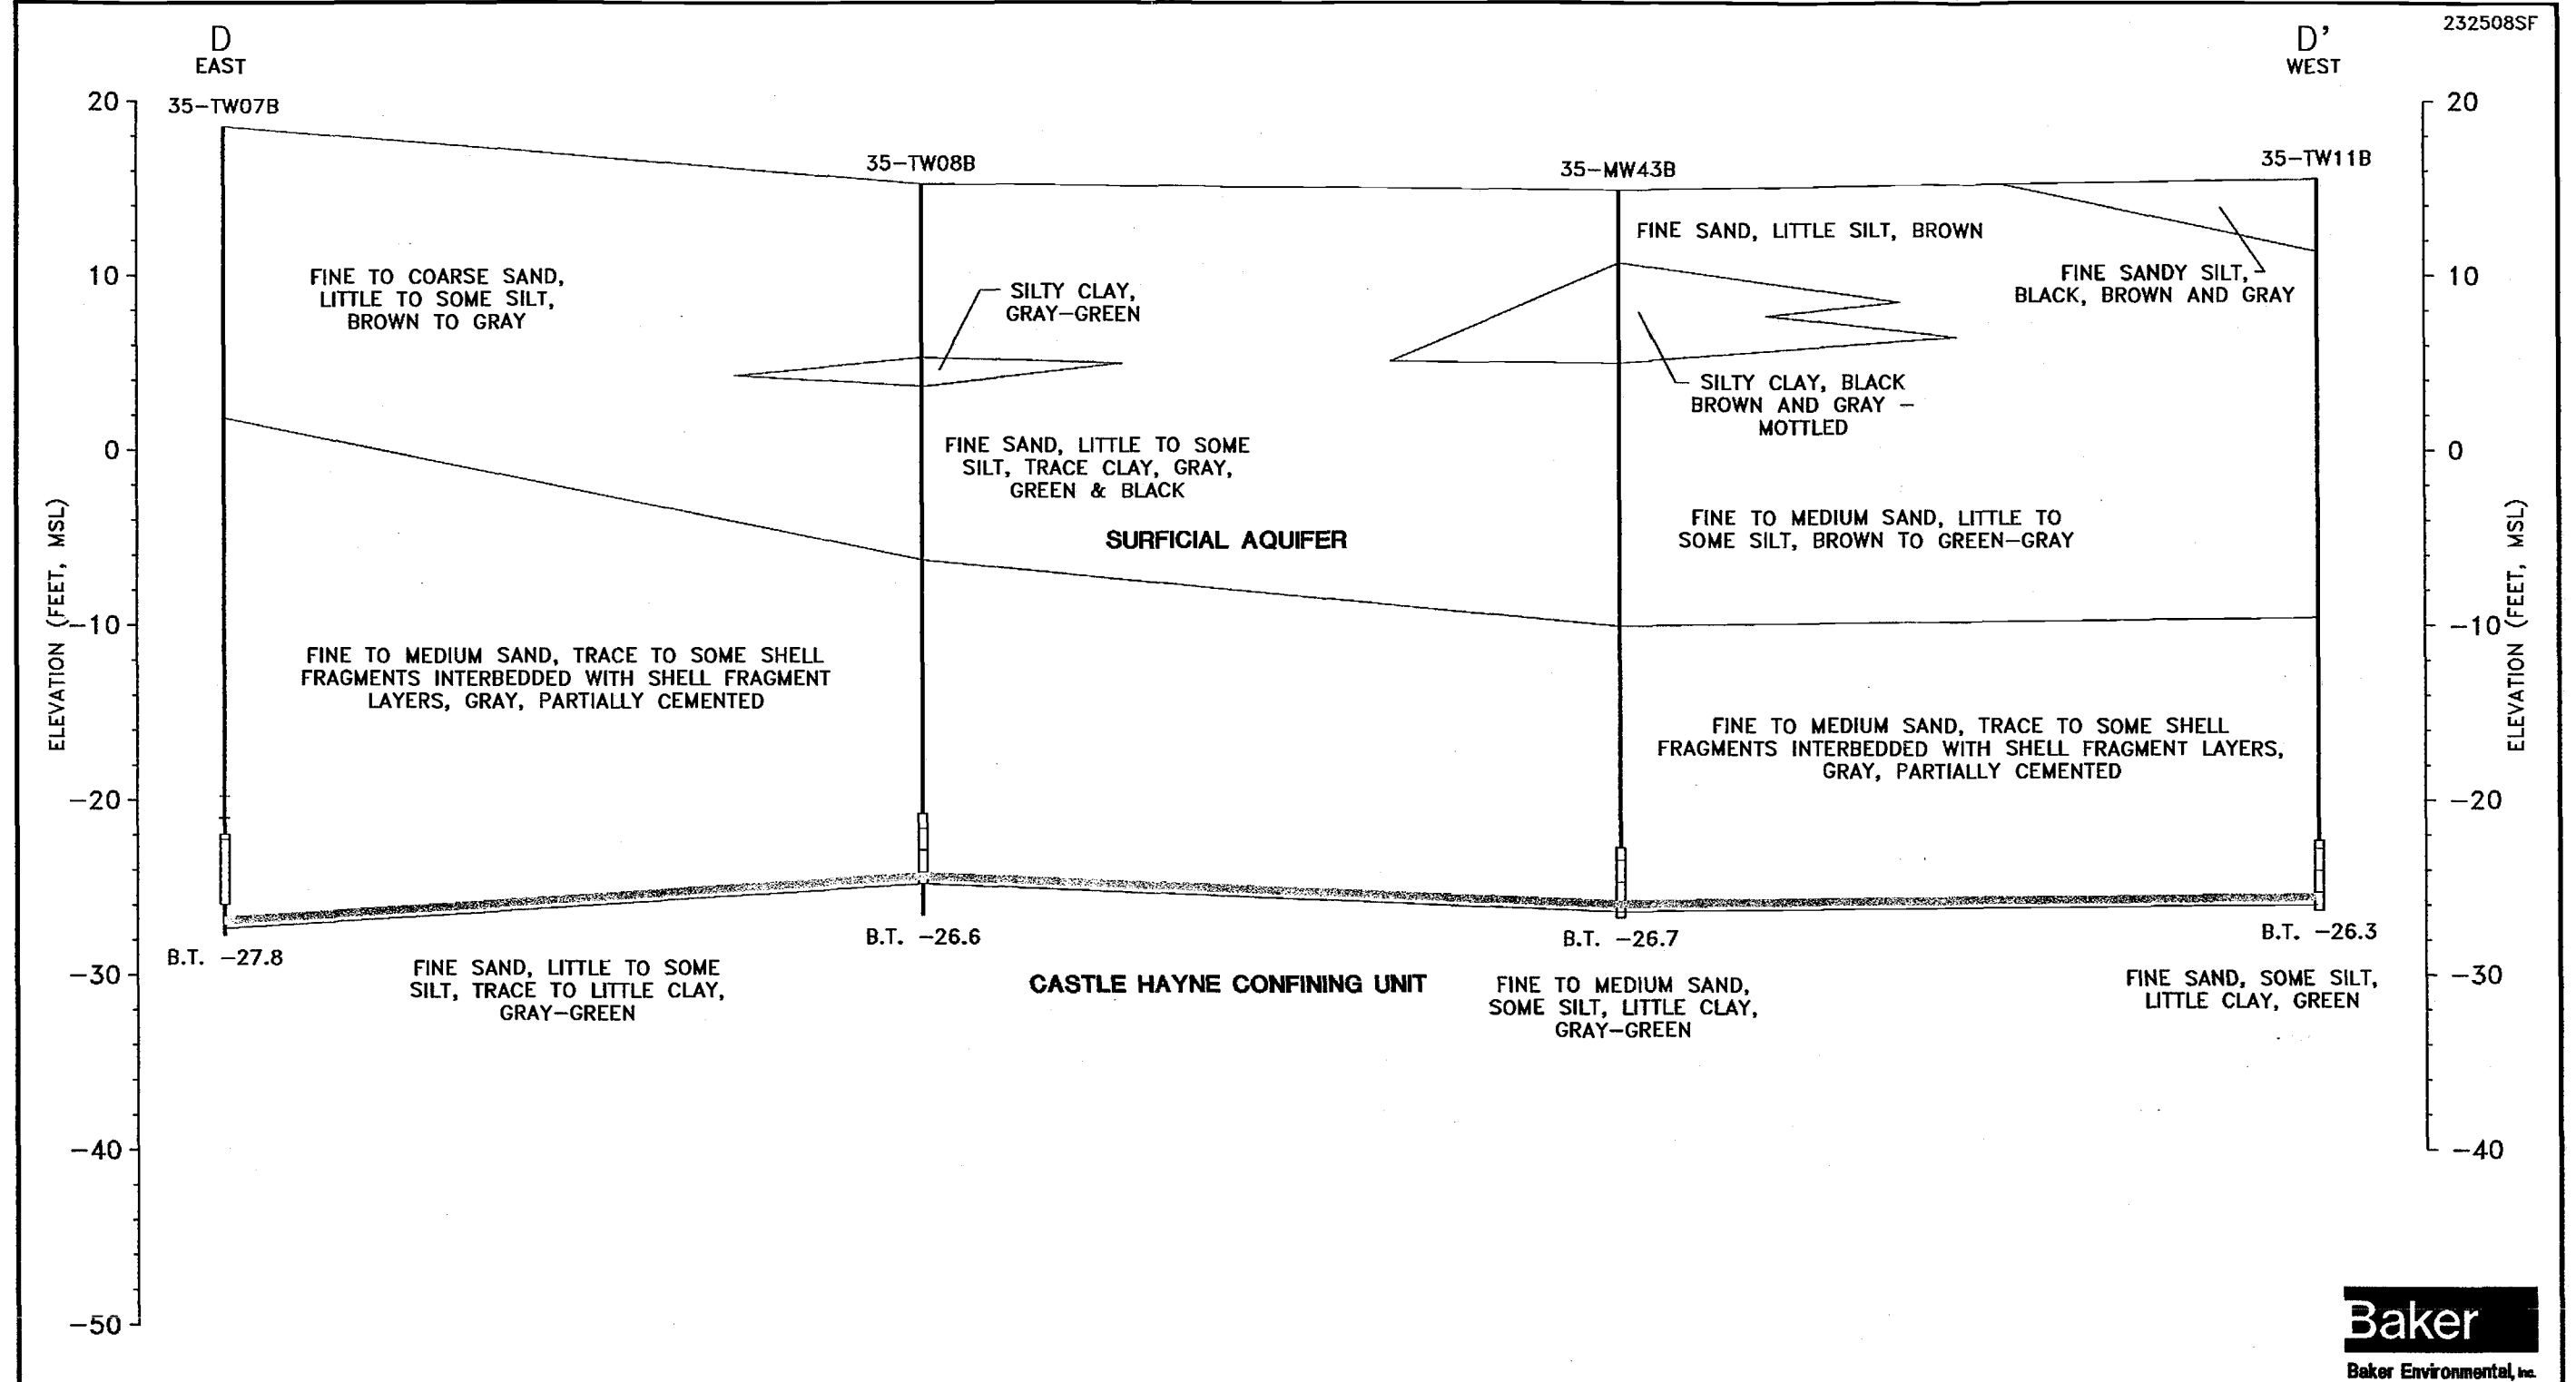 232508SF
D
EAST
D'
WEST
35-TW07B
35-TW08B
35-MW43B
35-TW11B
20
10
0
-10
-20
-30
-40
-50
ELEVATION (FEET, MSL)
FINE TO COARSE SAND,
LITTLE TO SOME SILT,
BROWN TO GRAY
SILTY CLAY,
GRAY-GREEN
FINE SAND, LITTLE SILT, BROWN
FINE SANDY SILT,
BLACK, BROWN AND GRAY
SILTY CLAY, BLACK
BROWN AND GRAY -
MOTTLED
FINE SAND, LITTLE TO SOME
SILT, TRACE CLAY, GRAY,
GREEN & BLACK
SURFICIAL AQUIFER
FINE TO MEDIUM SAND, LITTLE TO
SOME SILT, BROWN TO GREEN-GRAY
FINE TO MEDIUM SAND, TRACE TO SOME SHELL
FRAGMENTS INTERBEDDED WITH SHELL FRAGMENT
LAYERS, GRAY, PARTIALLY CEMENTED
FINE TO MEDIUM SAND, TRACE TO SOME SHELL
FRAGMENTS INTERBEDDED WITH SHELL FRAGMENT LAYERS,
GRAY, PARTIALLY CEMENTED
B.T. -27.8
B.T. -26.6
B.T. -26.7
B.T. -26.3
FINE SAND, LITTLE TO SOME
SILT, TRACE TO LITTLE CLAY,
GRAY-GREEN
CASTLE HAYNE CONFINING UNIT
FINE TO MEDIUM SAND,
SOME SILT, LITTLE CLAY,
GRAY-GREEN
FINE SAND, SOME SILT,
LITTLE CLAY, GREEN
20
10
0
-10
-20
-30
-40
ELEVATION (FEET, MSL)
Baker
Baker Environmental, Inc.